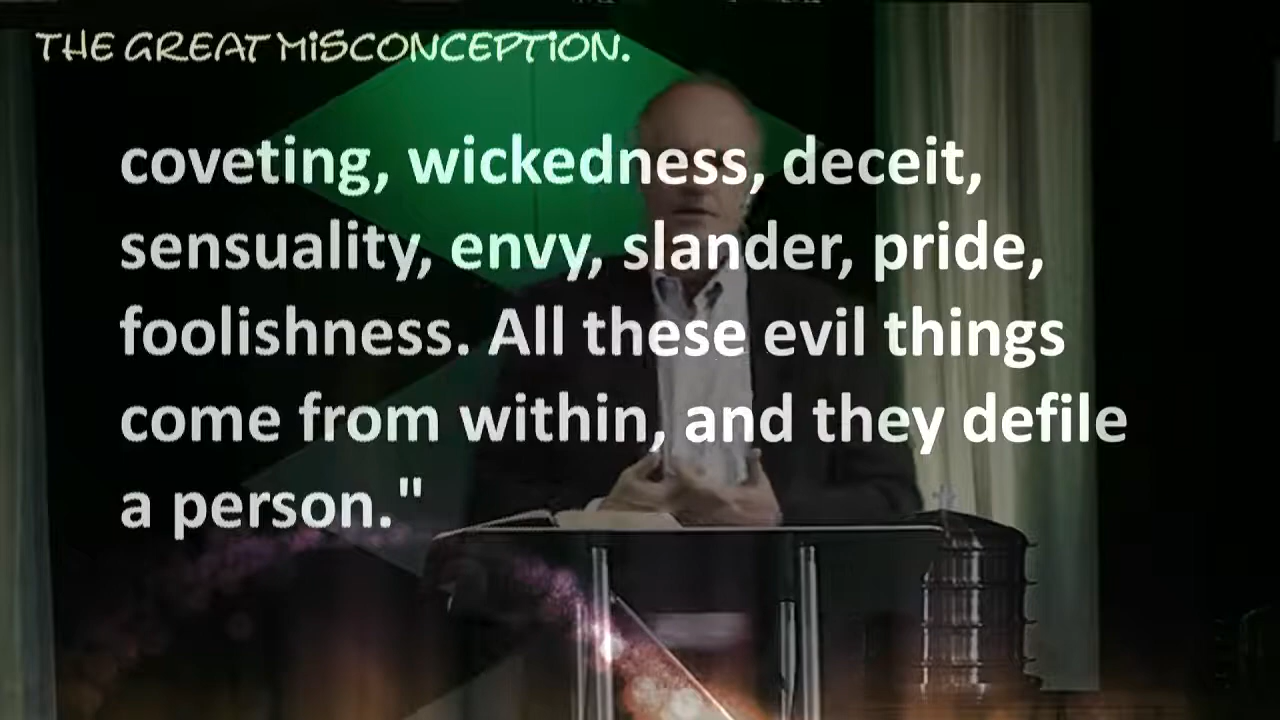 THE GREAT MISCONCEPTION.
coveting, wickedness, deceit,
sensuality, envy, slander, pride,
foolishness. All these evil things
come from within, and they defile
a person."